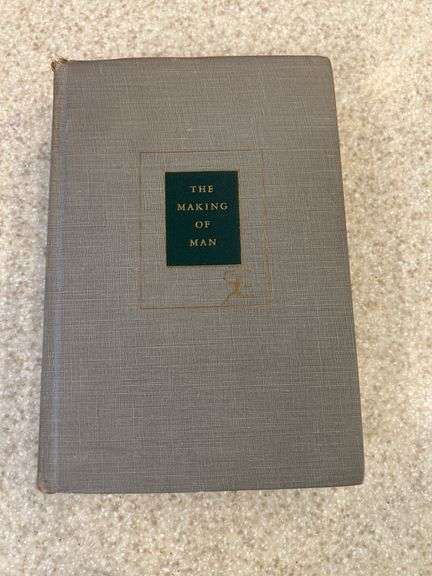 THE
MAKING
OF
MAN